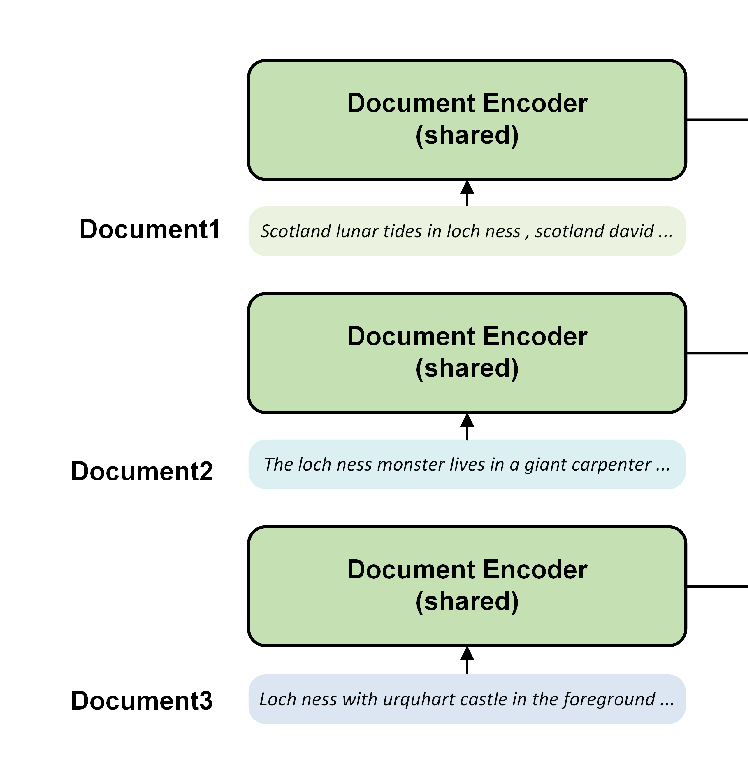 Document Encoder
(shared)
Document1
Scotland lunar tides in loch ness , scotland david ...
Document Encoder
(shared)
Document2
The loch ness monster lives in a giant carpenter ...
Document Encoder
(shared)
Document3
Loch ness with urquhart castle in the foreground ...